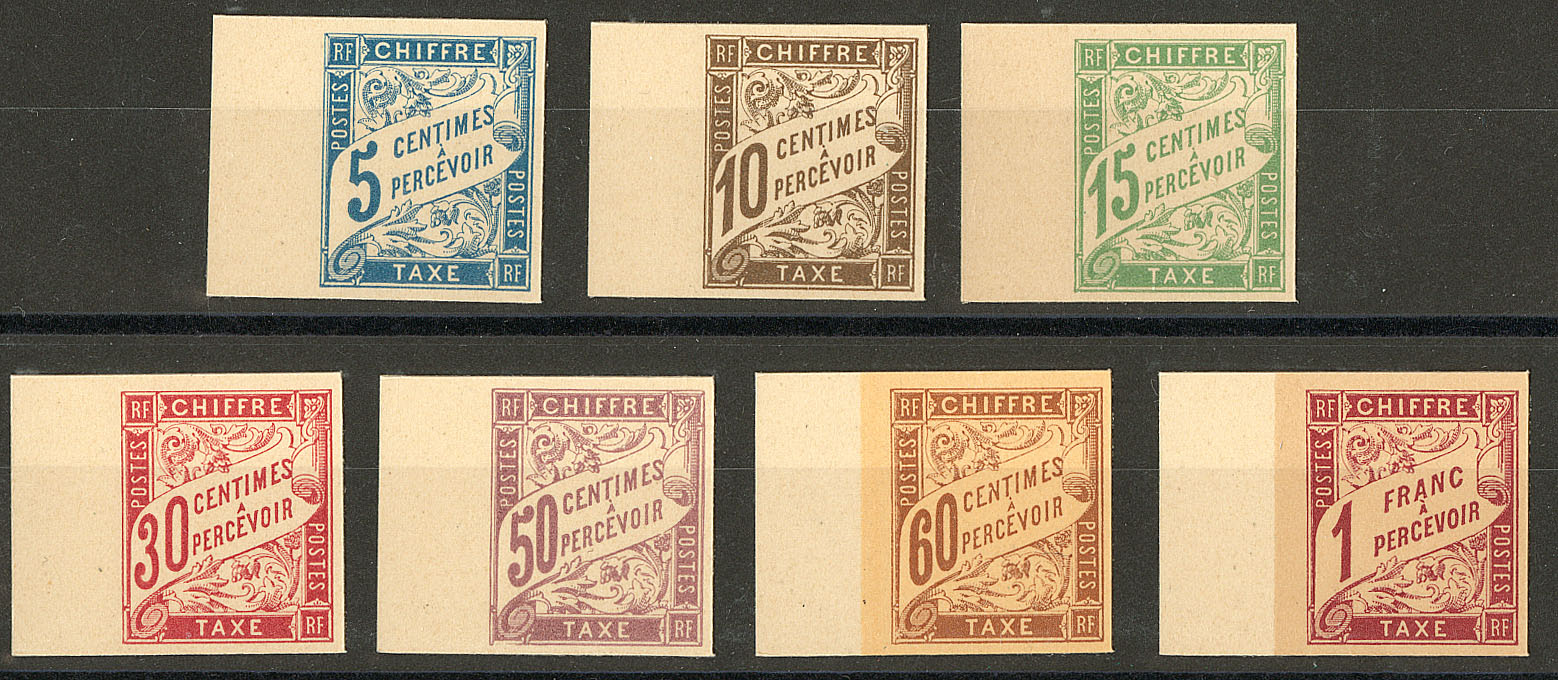 RF CHIFFRE
POSTES
5 CENTIMES
À
PERCEVOIR
POSTES
TAXE RF
RF CHIFFRE
POSTES
10 CENTIMES
À
PERCEVOIR
POSTES
TAXE RF
RF CHIFFRE
POSTES
15 CENTIMES
À
PERCEVOIR
POSTES
TAXE RF
RF CHIFFRE
POSTES
30 CENTIMES
À
PERCEVOIR
POSTES
TAXE RF
RF CHIFFRE
POSTES
50 CENTIMES
À
PERCEVOIR
POSTES
TAXE RF
RF CHIFFRE
POSTES
60 CENTIMES
À
PERCEVOIR
POSTES
TAXE RF
RF CHIFFRE
POSTES
1 FRANC
À
PERCEVOIR
POSTES
TAXE RF